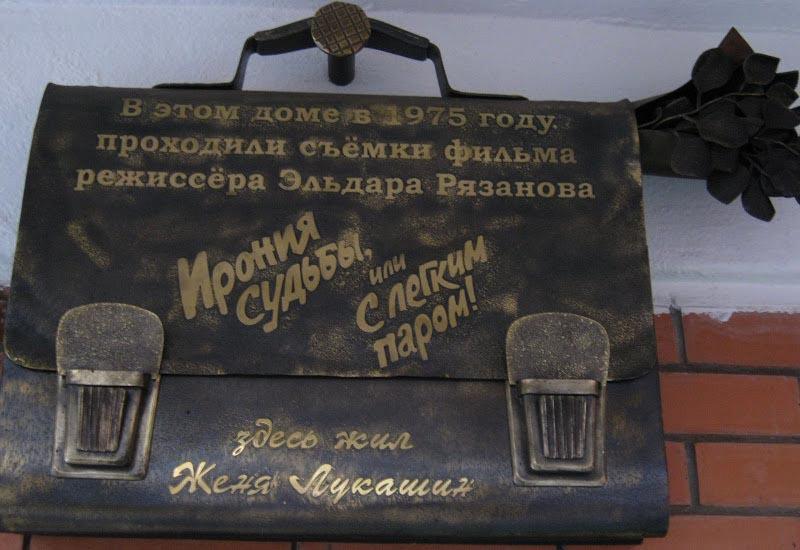 В этом доме в 1975 году.
проходили съёмки фильма
режиссёра Эльдара Рязанова
Ирония
судьбы,
или
с легким
паром!
здесь жил
Женя Лукашин